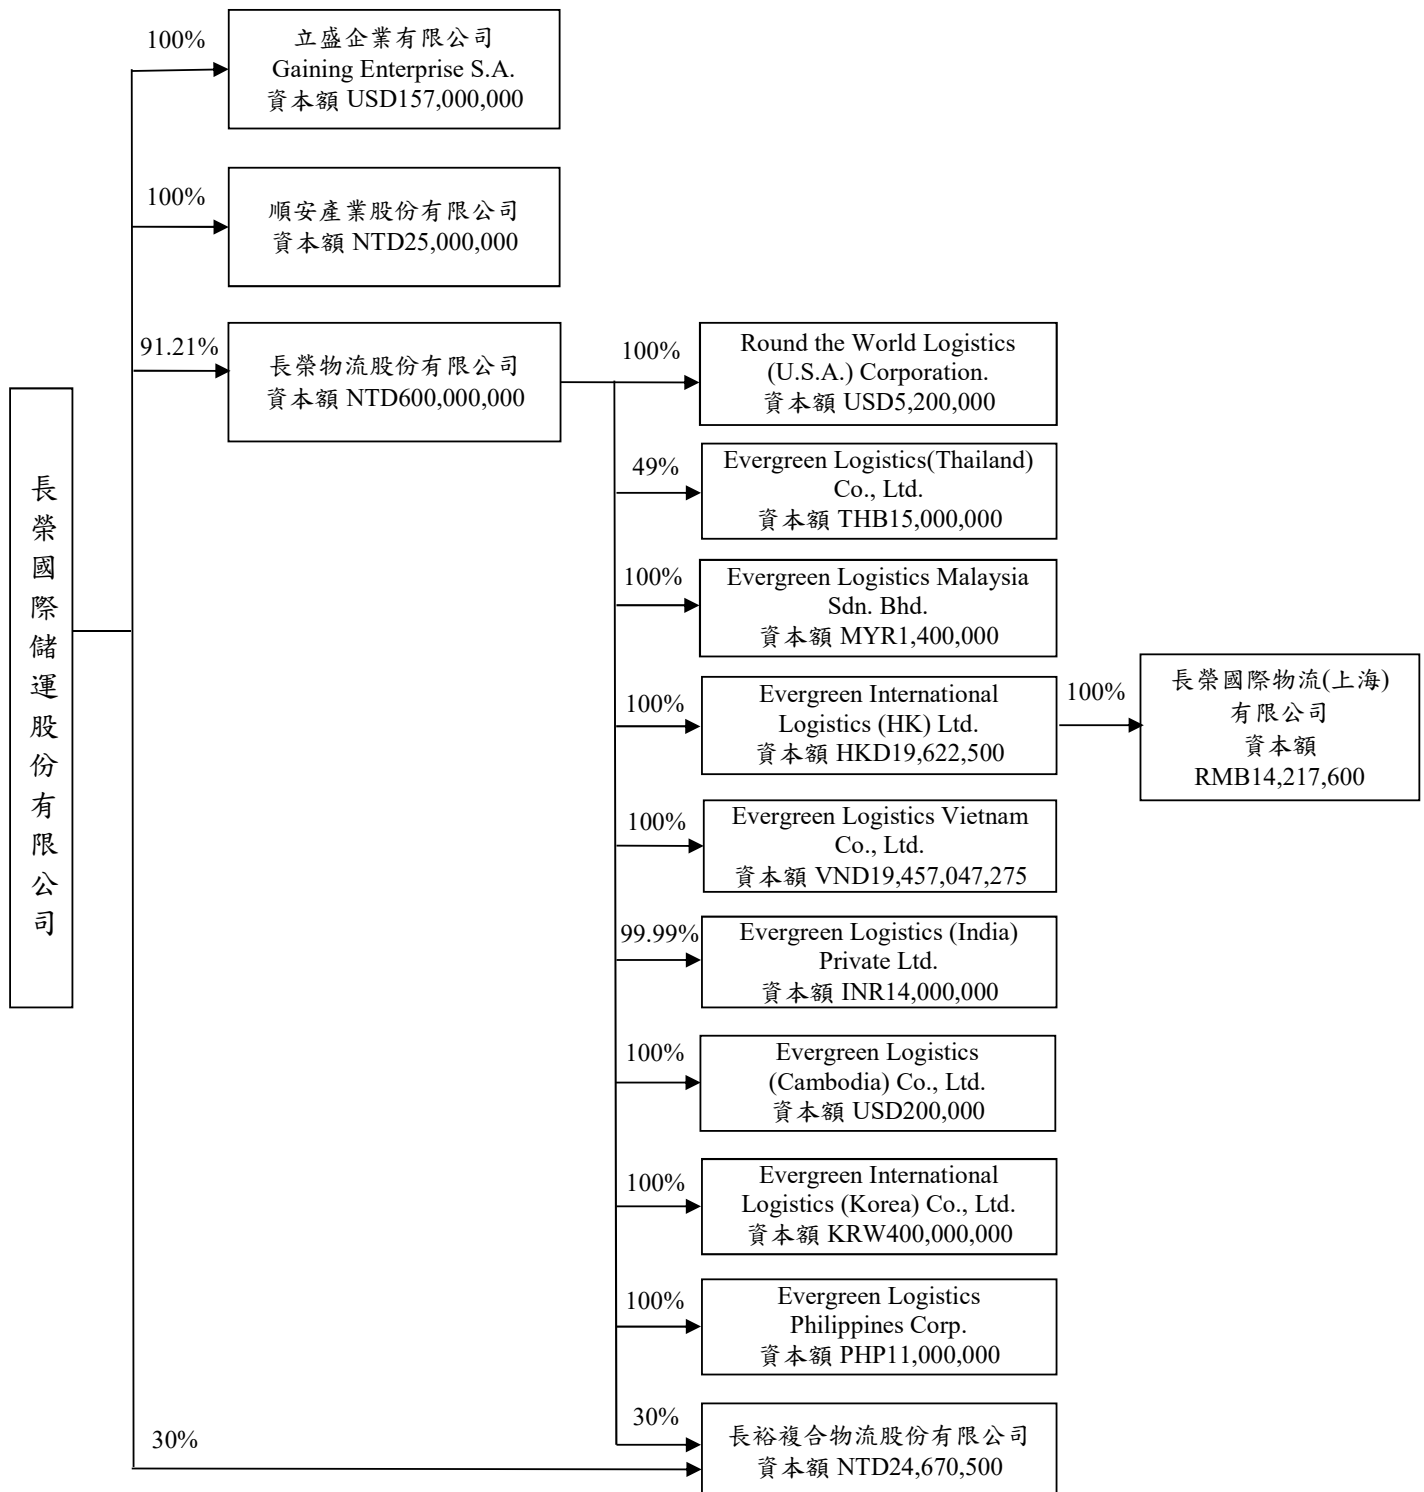 長榮國際儲運股份有限公司
100%
立盛企業有限公司
Gaining Enterprise S.A.
資本額 USD157,000,000
100%
順安產業股份有限公司
資本額 NTD25,000,000
91.21%
長榮物流股份有限公司
資本額 NTD600,000,000
100%
Round the World Logistics
(U.S.A.) Corporation.
資本額 USD5,200,000
49%
Evergreen Logistics(Thailand)
Co., Ltd.
資本額 THB15,000,000
100%
Evergreen Logistics Malaysia
Sdn. Bhd.
資本額 MYR1,400,000
100%
Evergreen International
Logistics (HK) Ltd.
資本額 HKD19,622,500
100%
長榮國際物流(上海)
有限公司
資本額
RMB14,217,600
100%
Evergreen Logistics Vietnam
Co., Ltd.
資本額 VND19,457,047,275
99.99%
Evergreen Logistics (India)
Private Ltd.
資本額 INR14,000,000
100%
Evergreen Logistics
(Cambodia) Co., Ltd.
資本額 USD200,000
100%
Evergreen International
Logistics (Korea) Co., Ltd.
資本額 KRW400,000,000
100%
Evergreen Logistics
Philippines Corp.
資本額 PHP11,000,000
30%
30%
長裕複合物流股份有限公司
資本額 NTD24,670,500